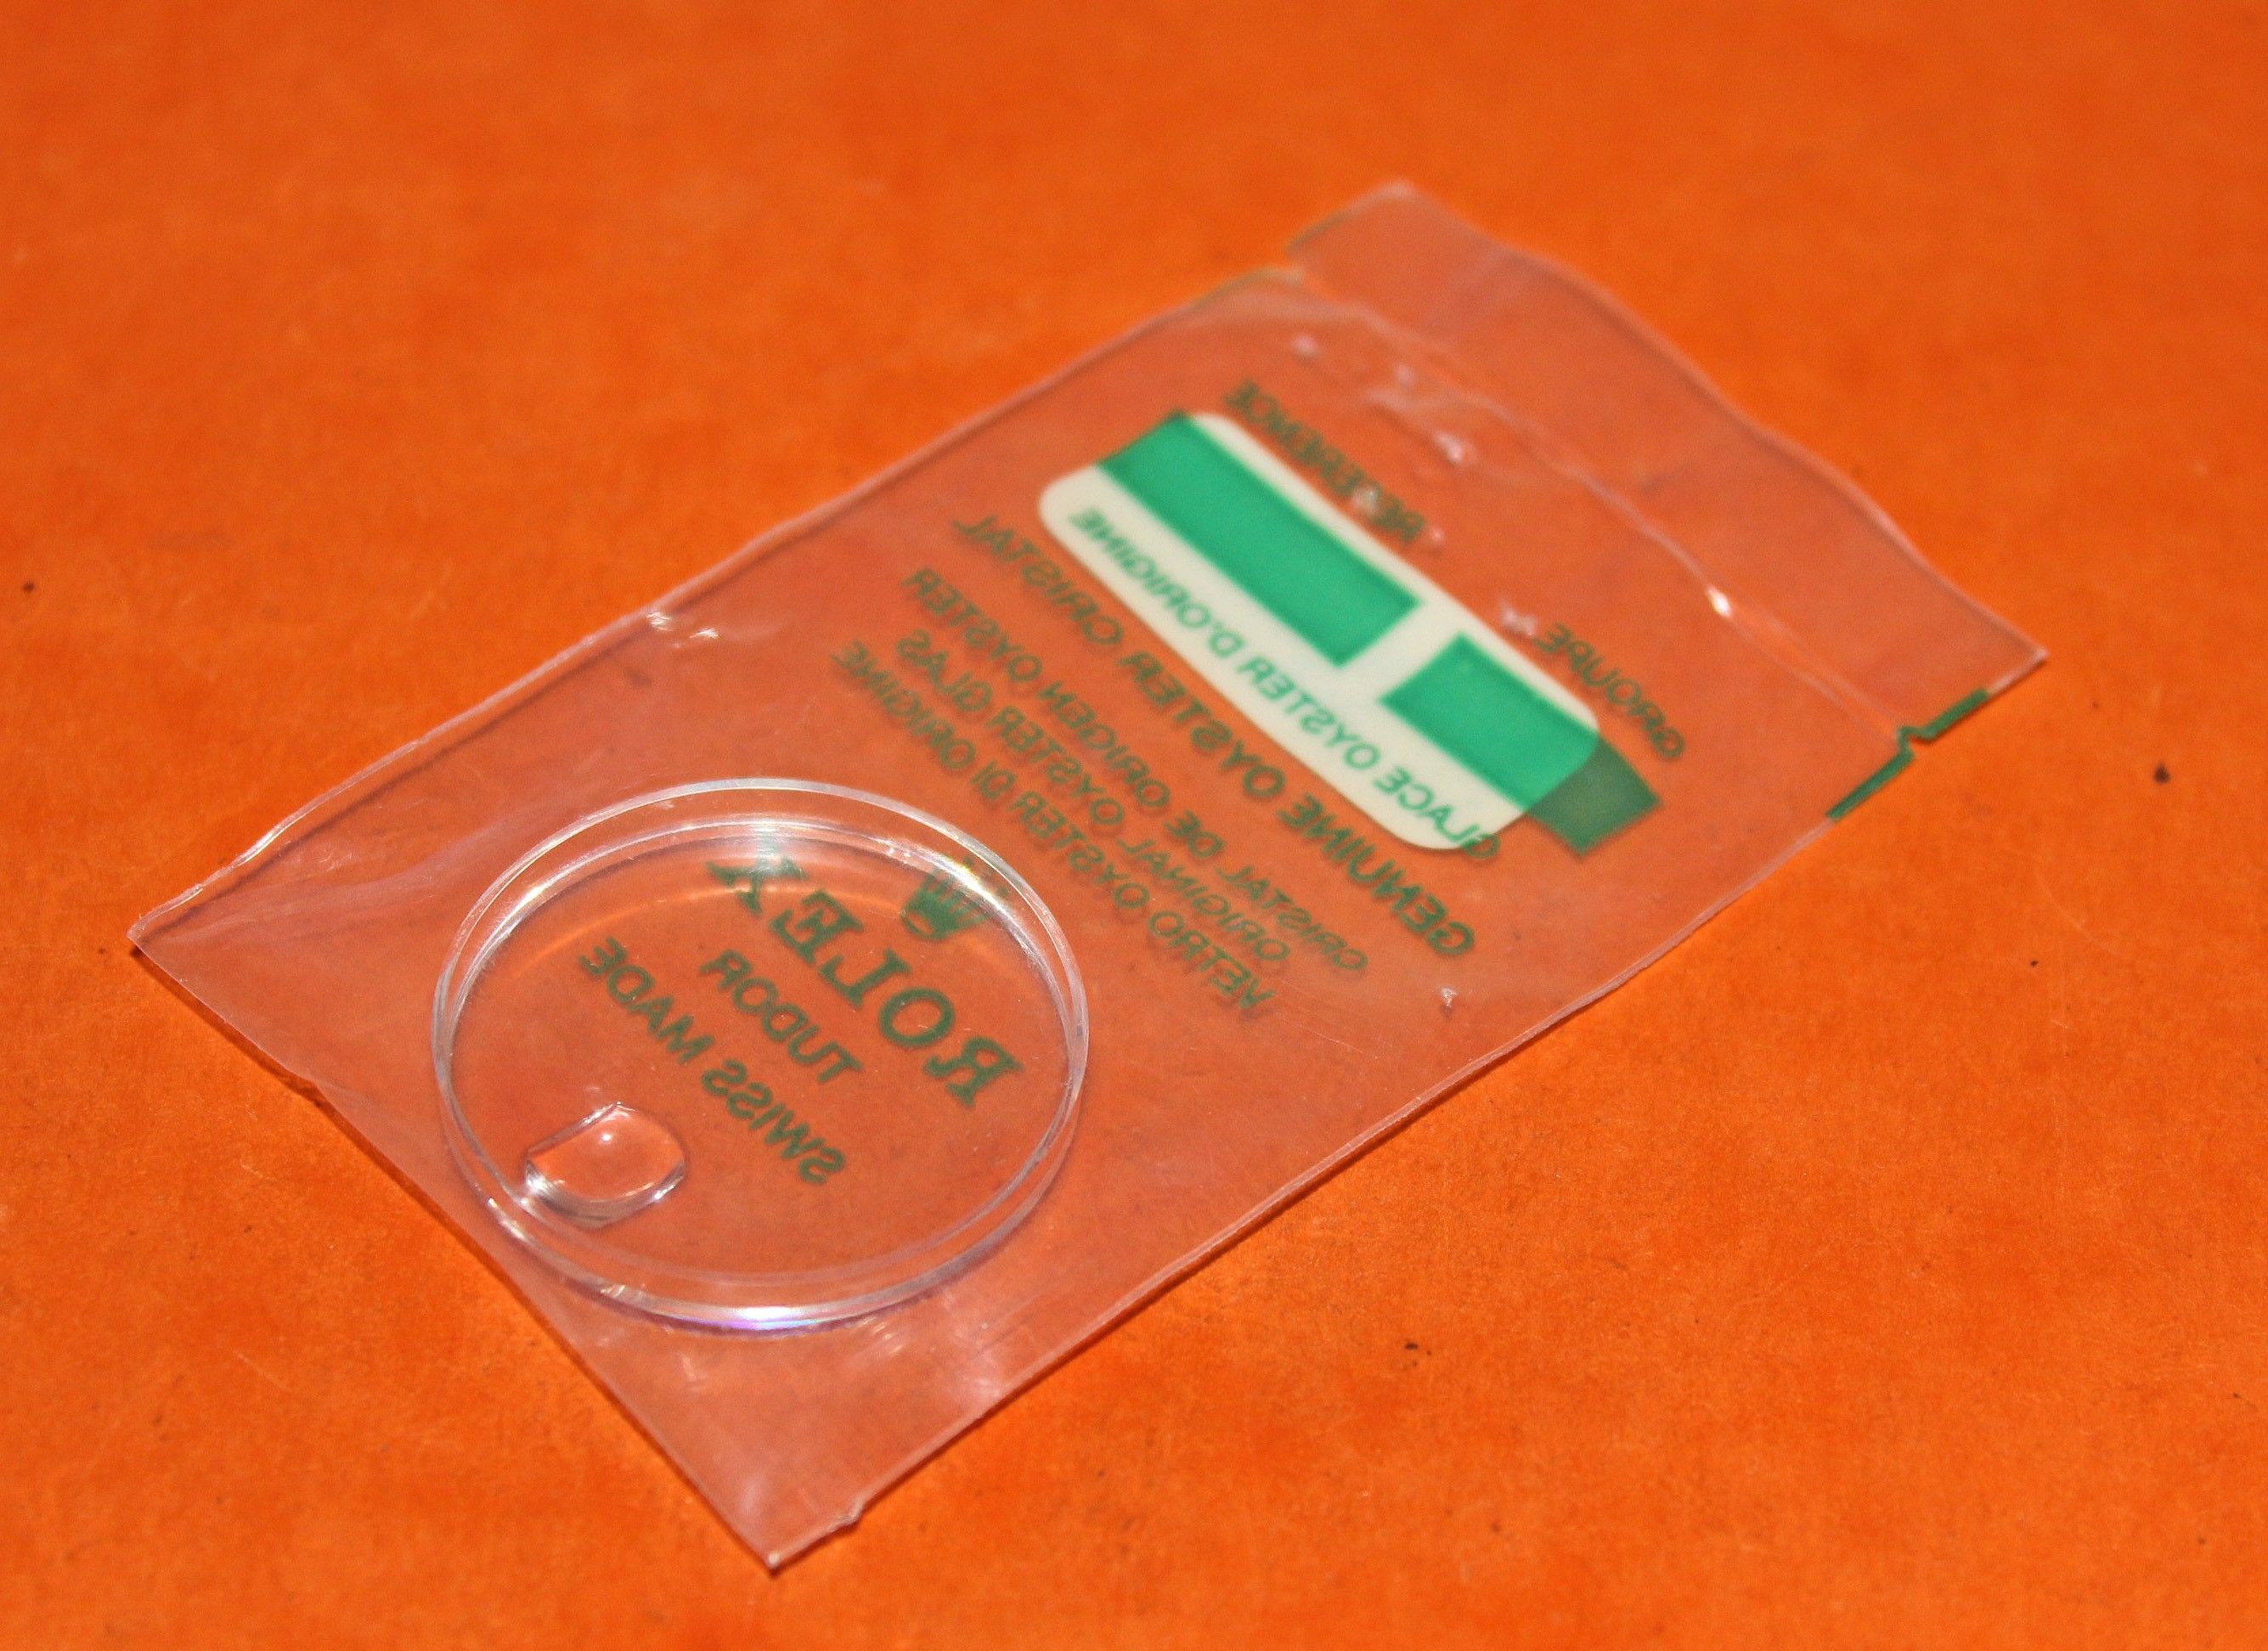 GROUPE
REFERENCE
GLACE OYSTER D'ORIGINE
GENUINE OYSTER CRISTAL
CRISTAL DE ORIGEN OYSTER
ORIGINAL OYSTER GLAS
VETRO OYSTER DI ORIGINE
ROLEX
TUDOR
SWISS MADE